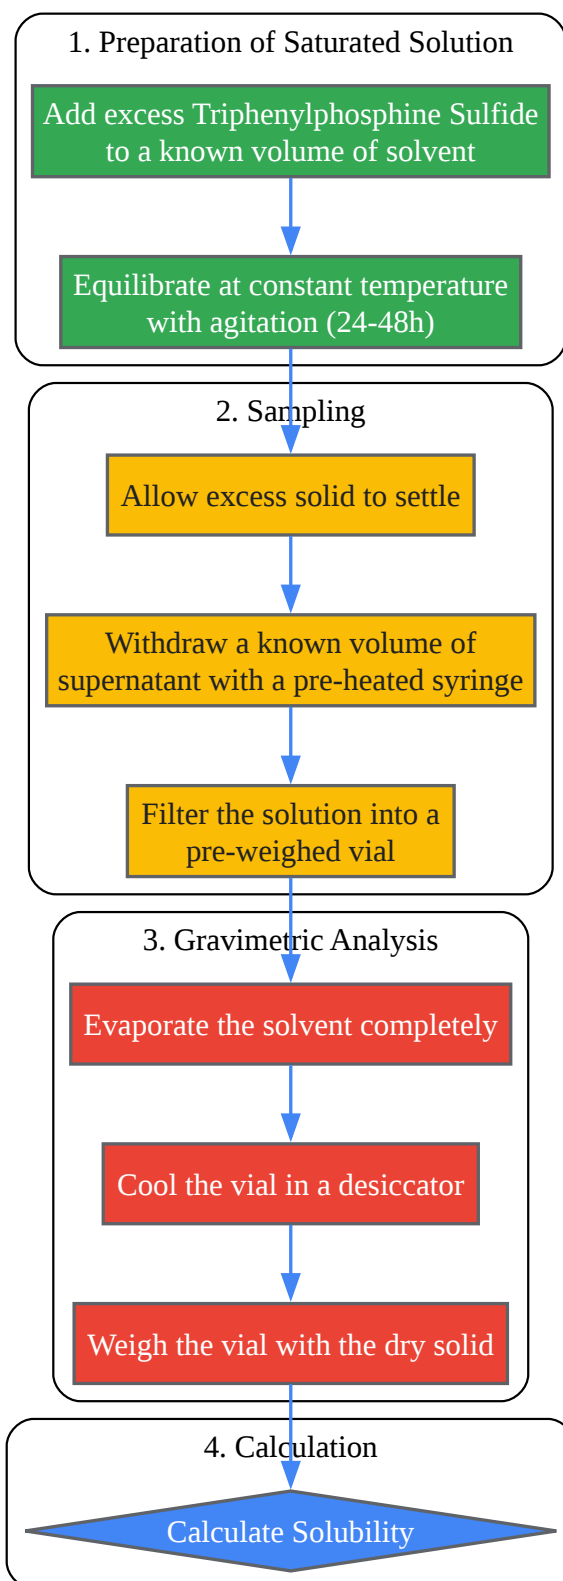 1. Preparation of Saturated Solution
Add excess Triphenylphosphine Sulfide
to a known volume of solvent
Equilibrate at constant temperature
with agitation (24-48h)
2. Sampling
Allow excess solid to settle
Withdraw a known volume of
supernatant with a pre-heated syringe
Filter the solution into a
pre-weighed vial
3. Gravimetric Analysis
Evaporate the solvent completely
Cool the vial in a desiccator
Weigh the vial with the dry solid
4. Calculation
Calculate Solubility